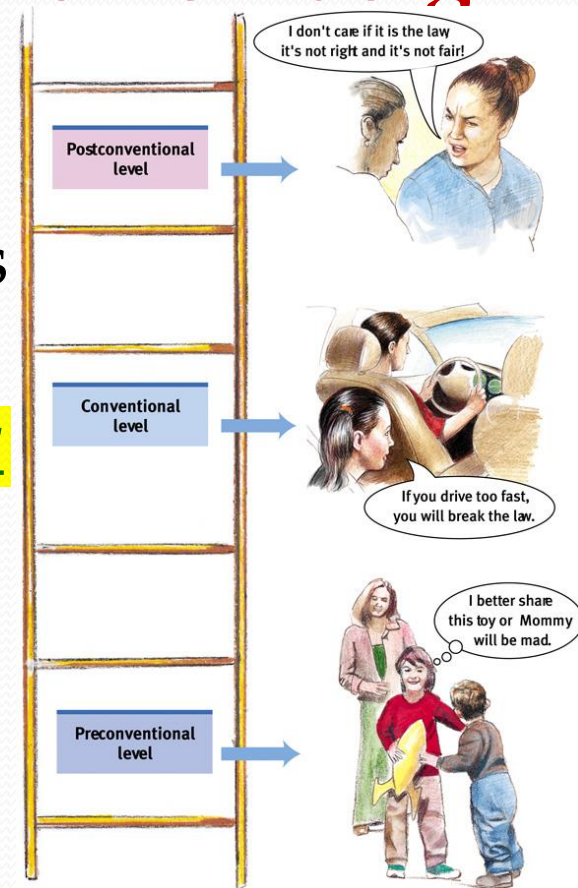 I don't care if it is the law
it's not right and it's not fair!
Postconventional
level
Conventional
level
If you drive too fast,
you will break the law.
I better share
this toy or Mommy
will be mad.
Preconventional
level